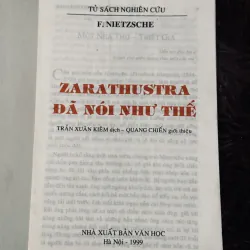 TỦ SÁCH NGHIÊN CỨU
F. NIETZSCHE
ZARATHUSTRA
ĐÃ NÓI NHƯ THẾ
TRẦN XUÂN KIÊM dịch - QUANG CHIẾN giới thiệu
NHÀ XUẤT BẢN VĂN HỌC
Hà Nội - 1999